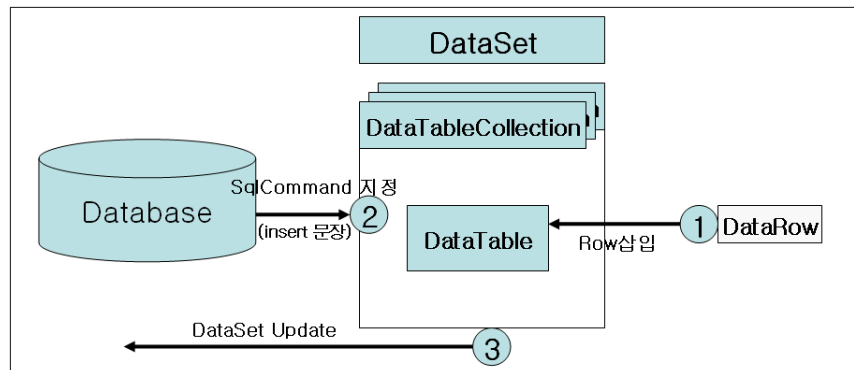 DataSet
DataTableCollection
SqlCommand 지정
Database
2
(insert 문장)
DataTable
1
DataRow
Row삽입
DataSet Update
3